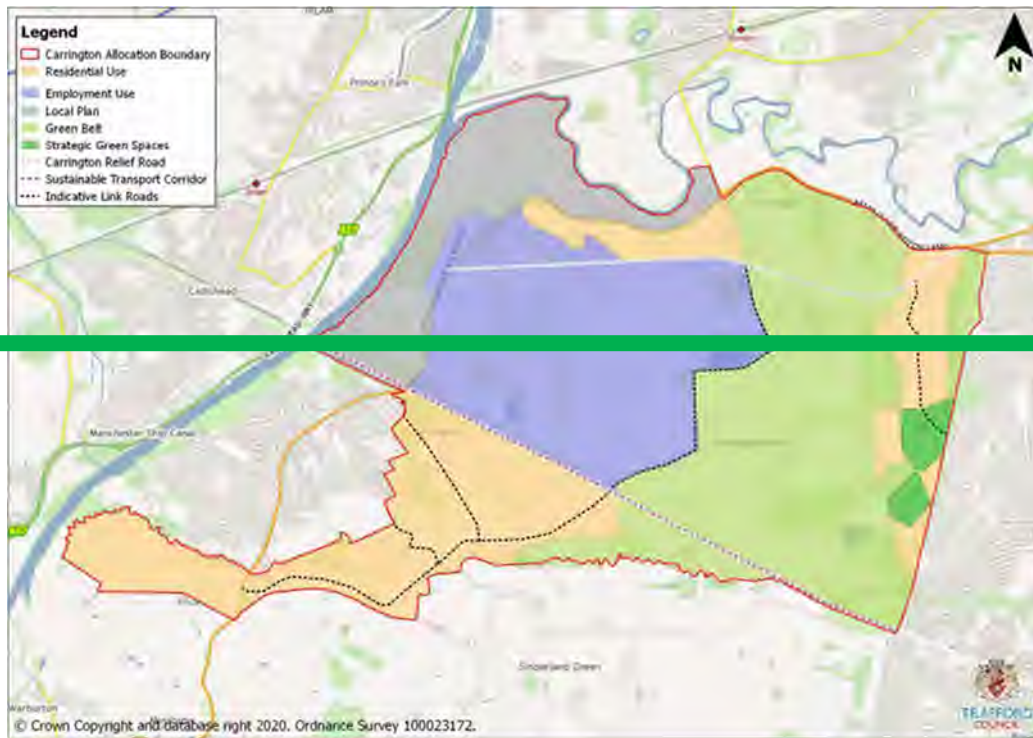 Legend
Carrington Allocation Boundary
Residential Use
Employment Use
Local Plan
Green Belt
Strategic Green Spaces
Carrington Relief Road
Sustainable Transport Corridor
Indicative Link Roads
N
Cadishead
Manchester Ship Canal
Sinderland Green
Warburton
© Crown Copyright and database right 2020. Ordnance Survey 100023172.
TRAFFORD
COUNCIL